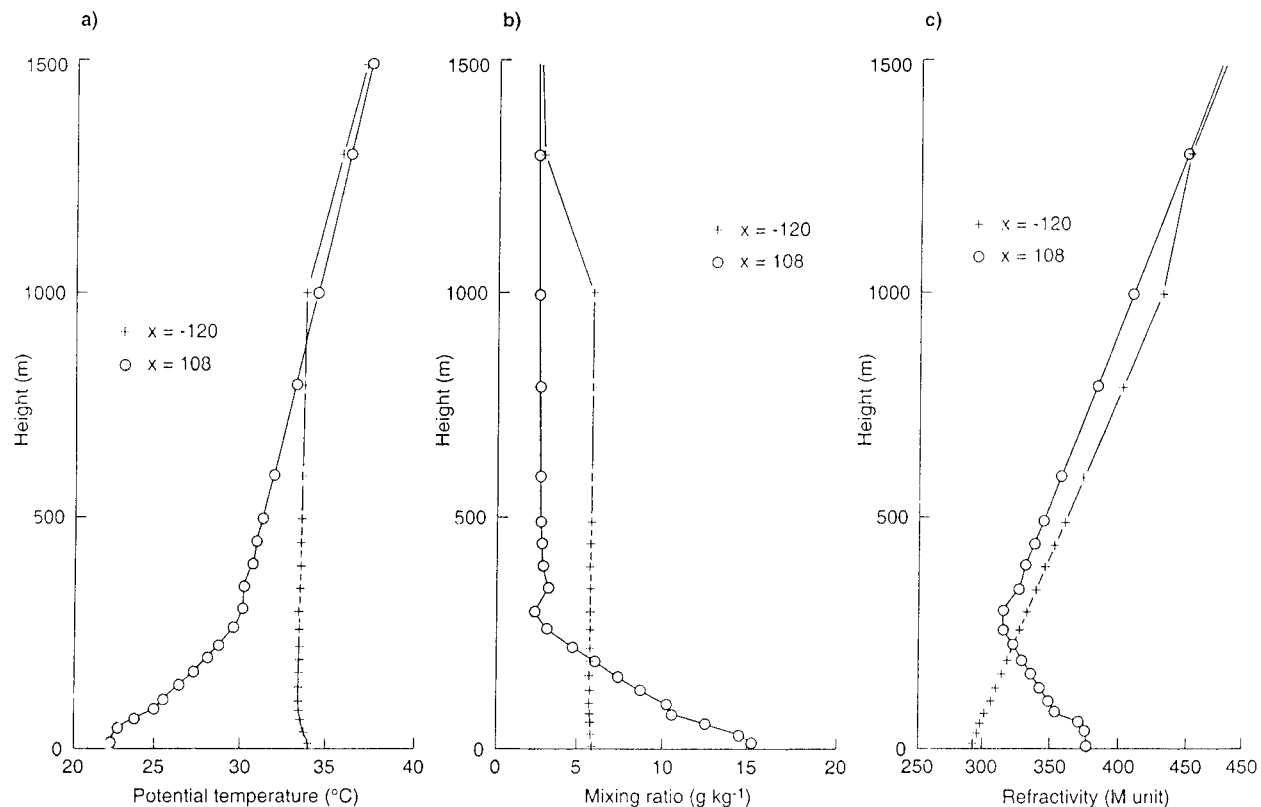 a)
1500
1000
500
0
Height (m)
+ x = -120
○ x = 108
20 25 30 40
Potential temperature (°C)
b)
1500
1000
500
0
Height (m)
+ x = -120
○ x = 108
0 5 10 15 20
Mixing ratio (g kg⁻¹)
c)
1500
1000
500
0
Height (m)
+ x = -120
○ x = 108
250 300 350 450 450
Refractivity (M unit)